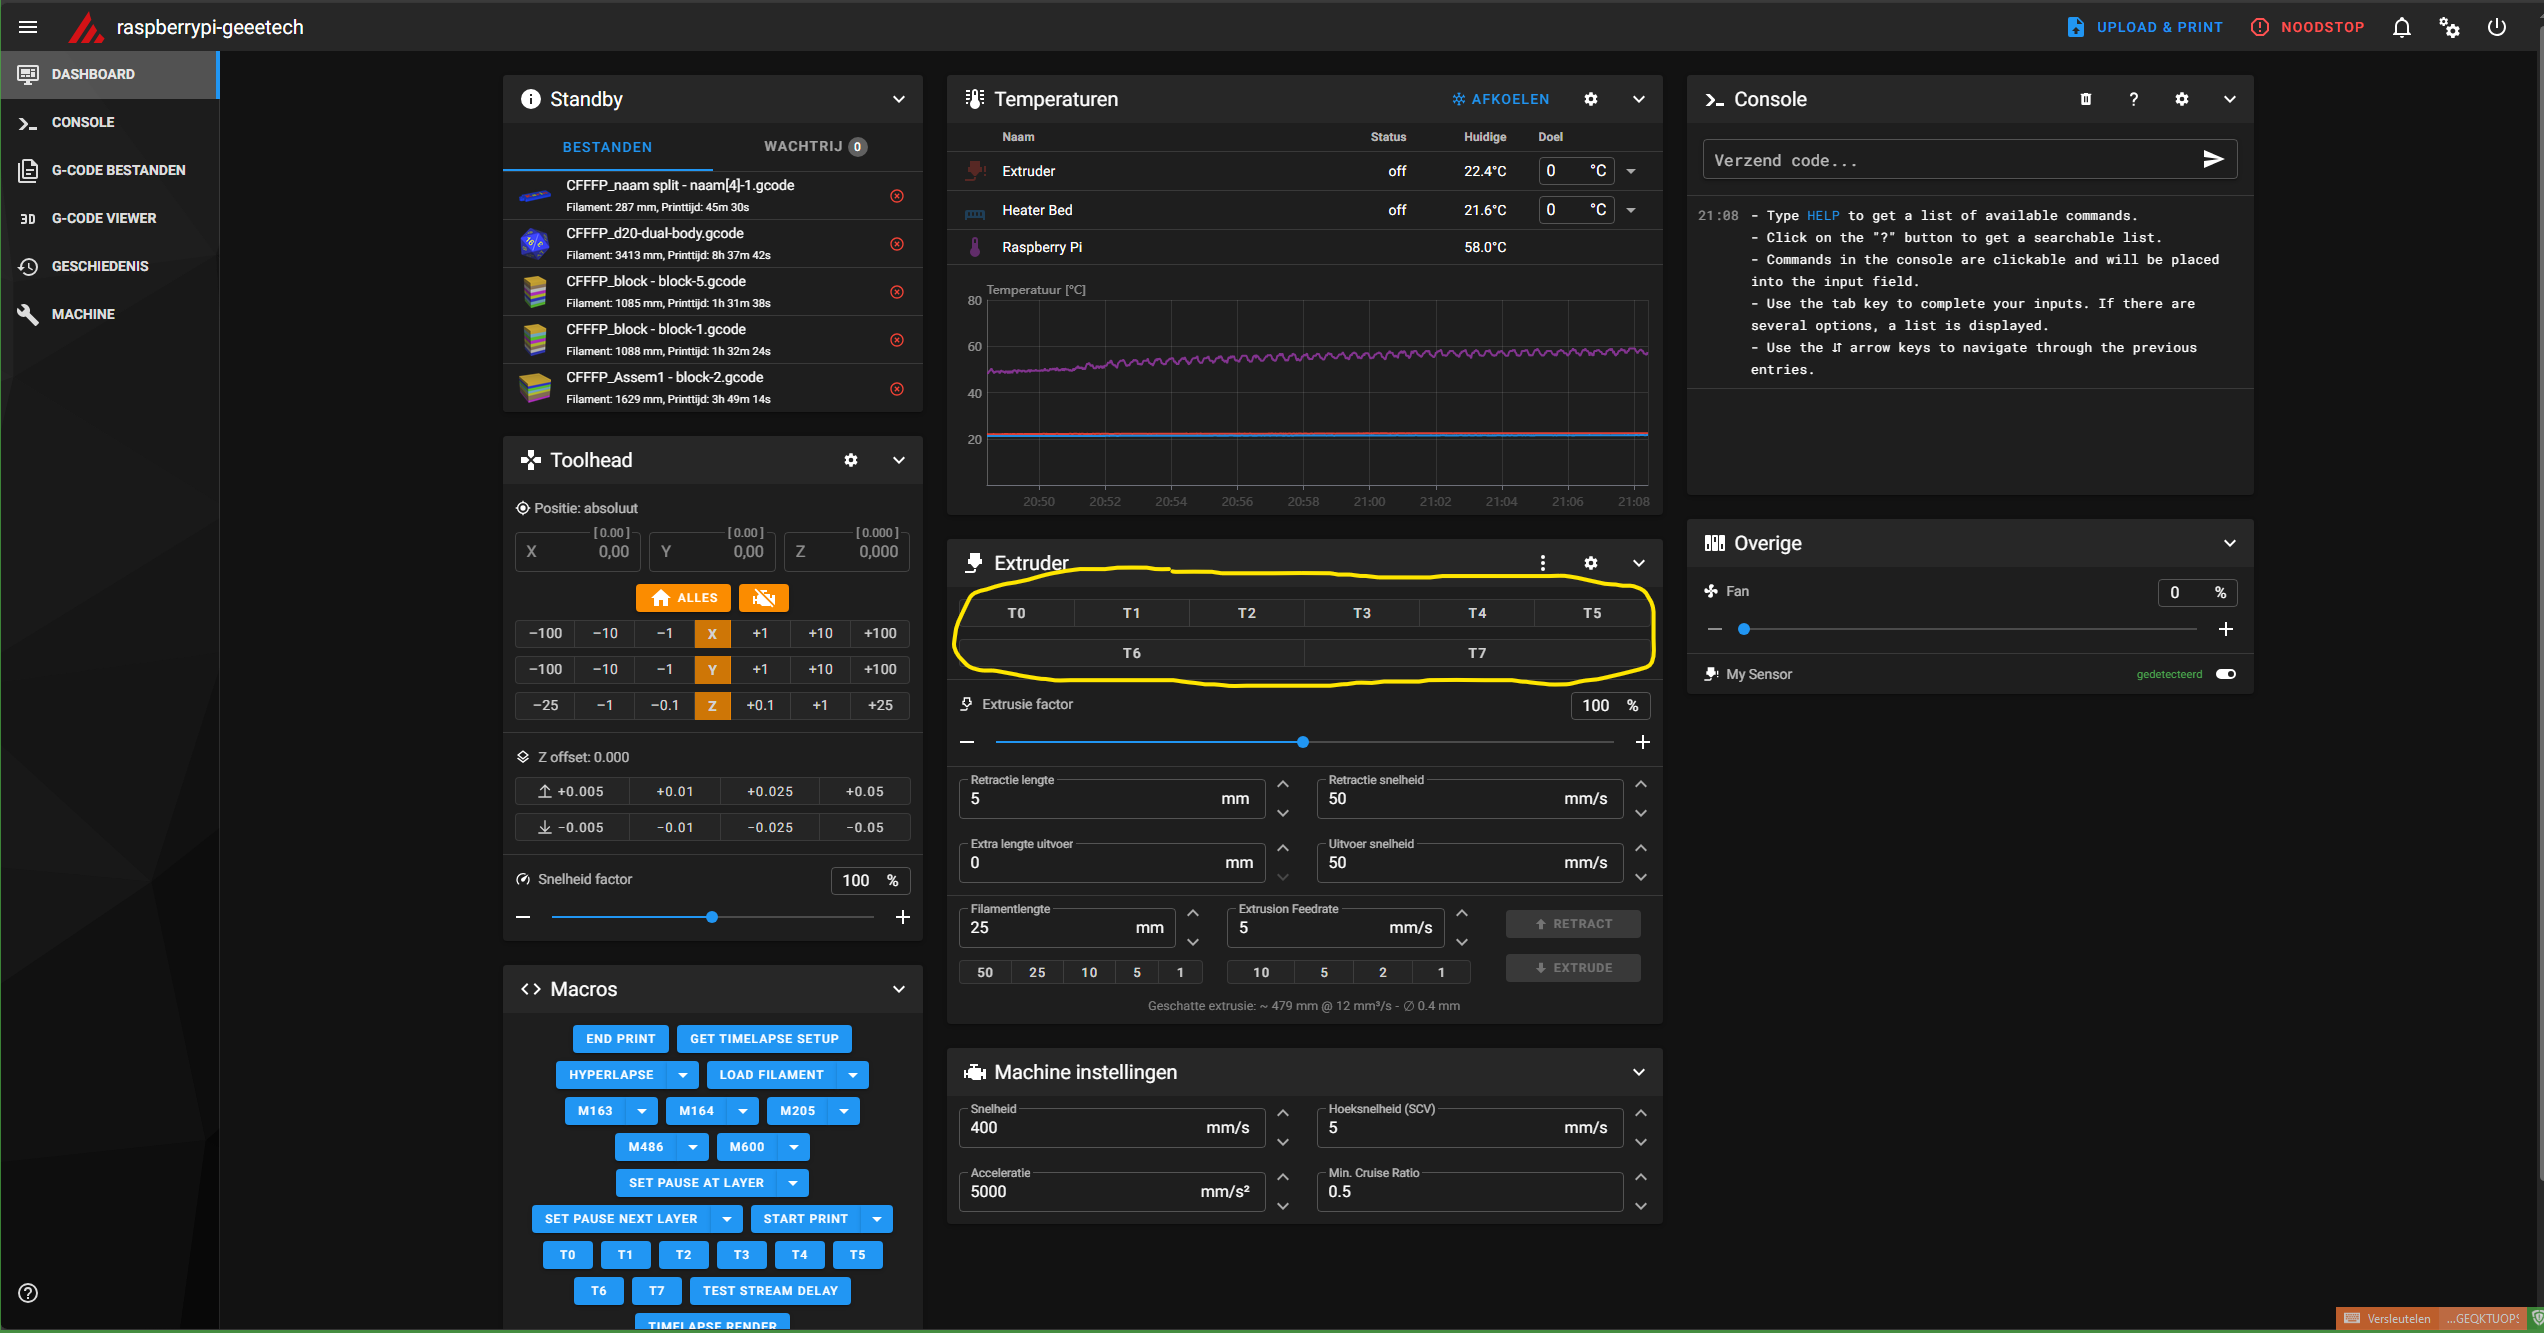 raspberrypi-geeetech
UPLOAD & PRINT
NOODSTOP
DASHBOARD
CONSOLE
G-CODE BESTANDEN
3D G-CODE VIEWER
GESCHIEDENIS
MACHINE
Standby
BESTANDEN WACHTRIJ 0
CFFFP_naam split - naam[4]-1.gcode
Filament: 287 mm, Printtijd: 45m 30s
CFFFP_d20-dual-body.gcode
Filament: 3413 mm, Printtijd: 8h 37m 42s
CFFFP_block - block-5.gcode
Filament: 1085 mm, Printtijd: 1h 31m 38s
CFFFP_block - block-1.gcode
Filament: 1088 mm, Printtijd: 1h 32m 24s
CFFFP_Assem1 - block-2.gcode
Filament: 1629 mm, Printtijd: 3h 49m 14s
Toolhead
Positie: absoluut
[ 0.00 ] [ 0.00 ] [ 0.000 ]
X 0,00 Y 0,00 Z 0,000
ALLES
−100 −10 −1 X +1 +10 +100
−100 −10 −1 Y +1 +10 +100
−25 −1 −0.1 Z +0.1 +1 +25
Z offset: 0.000
+0.005 +0.01 +0.025 +0.05
−0.005 −0.01 −0.025 −0.05
Snelheid factor 100 %
Macros
END PRINT GET TIMELAPSE SETUP
HYPERLAPSE LOAD FILAMENT
M163 M164 M205
M486 M600
SET PAUSE AT LAYER
SET PAUSE NEXT LAYER START PRINT
T0 T1 T2 T3 T4 T5
T6 T7 TEST STREAM DELAY
TIMELAPSE RENDER
Temperaturen AFKOELEN
Naam Status Huidige Doel
Extruder off 22.4°C 0 °C
Heater Bed off 21.6°C 0 °C
Raspberry Pi 58.0°C
Temperatuur [°C]
80
60
40
20
20:50 20:52 20:54 20:56 20:58 21:00 21:02 21:04 21:06 21:08
Extruder
T0 T1 T2 T3 T4 T5
T6 T7
Extrusie factor 100 %
Retractie lengte Retractie snelheid
5 mm 50 mm/s
Extra lengte uitvoer Uitvoer snelheid
0 mm 50 mm/s
Filamentlengte Extrusion Feedrate
25 mm 5 mm/s RETRACT
50 25 10 5 1 10 5 2 1 EXTRUDE
Geschatte extrusie: ~ 479 mm @ 12 mm³/s - ∅ 0.4 mm
Machine instellingen
Snelheid Hoeksnelheid (SCV)
400 mm/s 5 mm/s
Acceleratie Min. Cruise Ratio
5000 mm/s² 0.5
Console
?
Verzend code...
21:08 - Type HELP to get a list of available commands.
- Click on the "?" button to get a searchable list.
- Commands in the console are clickable and will be placed
into the input field.
- Use the tab key to complete your inputs. If there are
several options, a list is displayed.
- Use the ⇵ arrow keys to navigate through the previous
entries.
Overige
Fan 0 %
My Sensor gedetecteerd
Versleutelen ...GEQKTUOPS